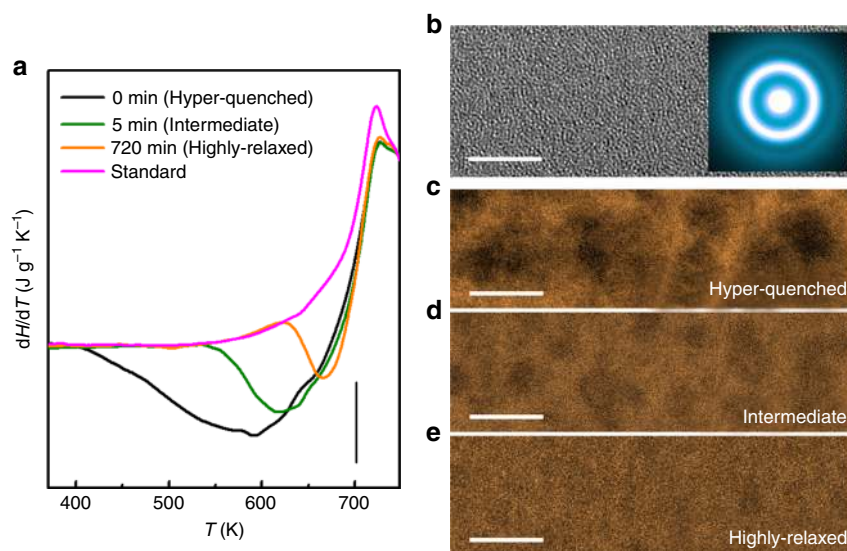 a
0 min (Hyper-quenched)
5 min (Intermediate)
720 min (Highly-relaxed)
Standard
dH/dT (J g⁻¹ K⁻¹)
400
500
600
700
T (K)
b
c
Hyper-quenched
d
Intermediate
e
Highly-relaxed